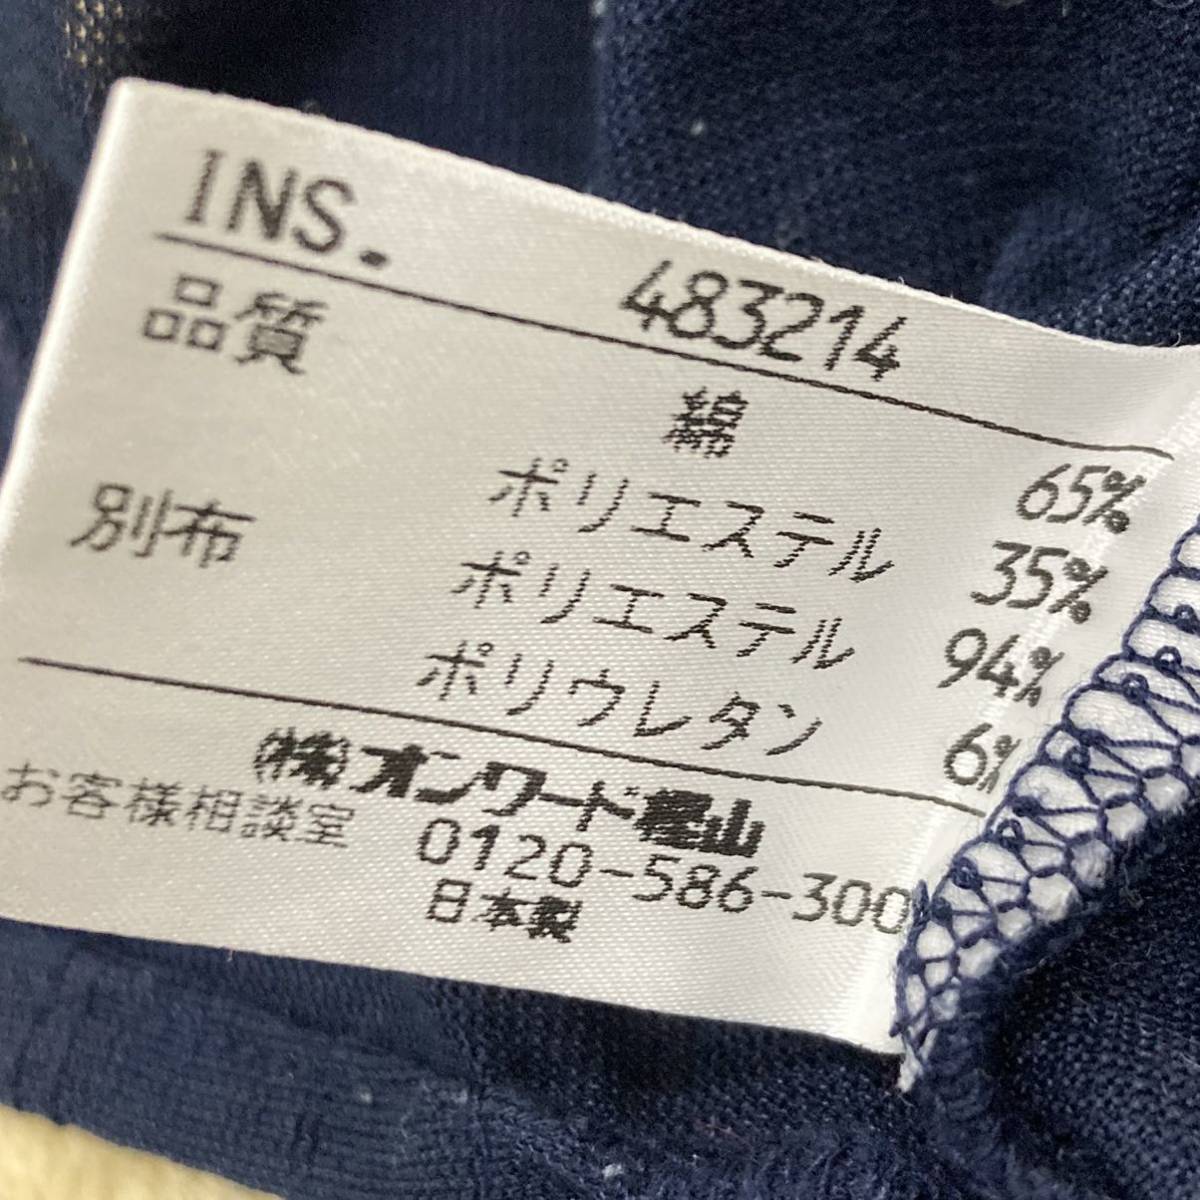 INS. 483214
品質 綿 65%
ポリエステル 35%
別布 ポリエステル 94%
ポリウレタン 6%
(株)オンワード樫山
お客様相談室 0120-586-300
日本製